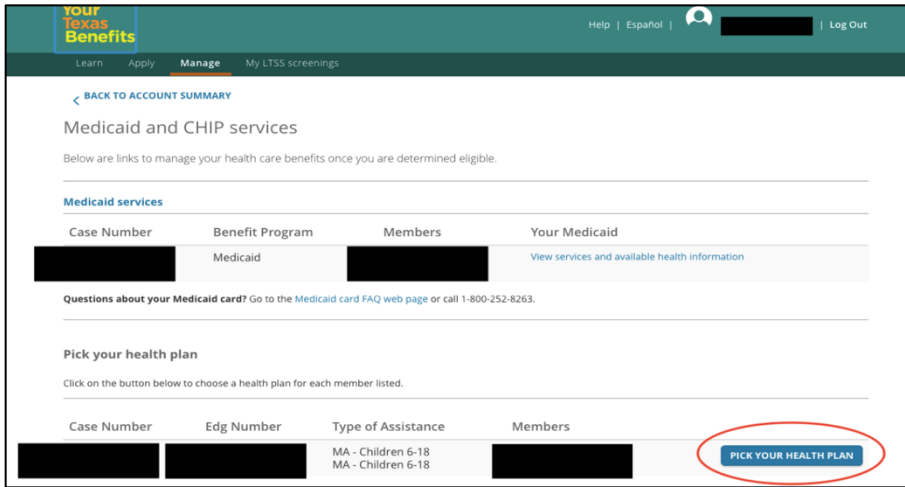 Your
Texas
Benefits
Help | Español |
| Log Out
Learn Apply Manage My LTSS screenings
< BACK TO ACCOUNT SUMMARY
Medicaid and CHIP services
Below are links to manage your health care benefits once you are determined eligible.
Medicaid services
Case Number Benefit Program Members Your Medicaid
Medicaid View services and available health information
Questions about your Medicaid card? Go to the Medicaid card FAQ web page or call 1-800-252-8263.
Pick your health plan
Click on the button below to choose a health plan for each member listed.
Case Number Edg Number Type of Assistance Members
MA - Children 6-18
MA - Children 6-18
PICK YOUR HEALTH PLAN